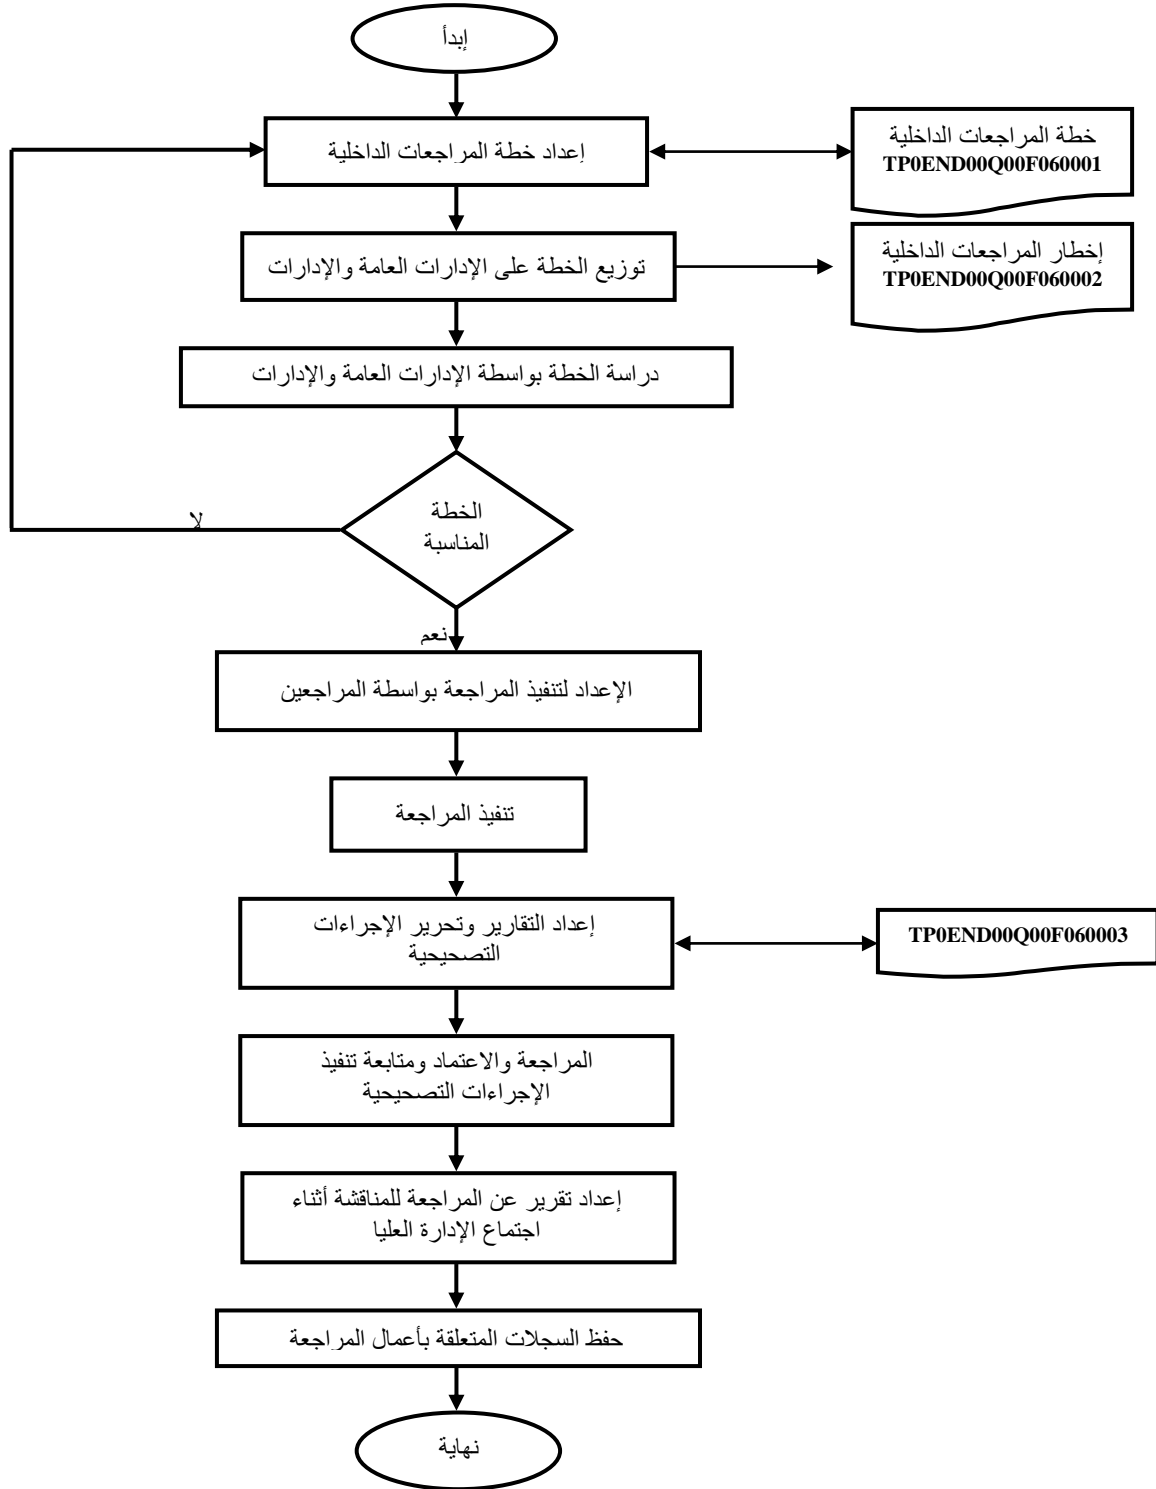 إبدأ
إعداد خطة المراجعات الداخلية
خطة المراجعات الداخلية
TP0END00Q00F060001
توزيع الخطة على الإدارات العامة والإدارات
إخطار المراجعات الداخلية
TP0END00Q00F060002
دراسة الخطة بواسطة الإدارات العامة والإدارات
الخطة
المناسبة
لا
نعم
الإعداد لتنفيذ المراجعة بواسطة المراجعين
تنفيذ المراجعة
إعداد التقارير وتحرير الإجراءات
التصحيحية
TP0END00Q00F060003
المراجعة والاعتماد ومتابعة تنفيذ
الإجراءات التصحيحية
إعداد تقرير عن المراجعة للمناقشة أثناء
اجتماع الإدارة العليا
حفظ السجلات المتعلقة بأعمال المراجعة
نهاية